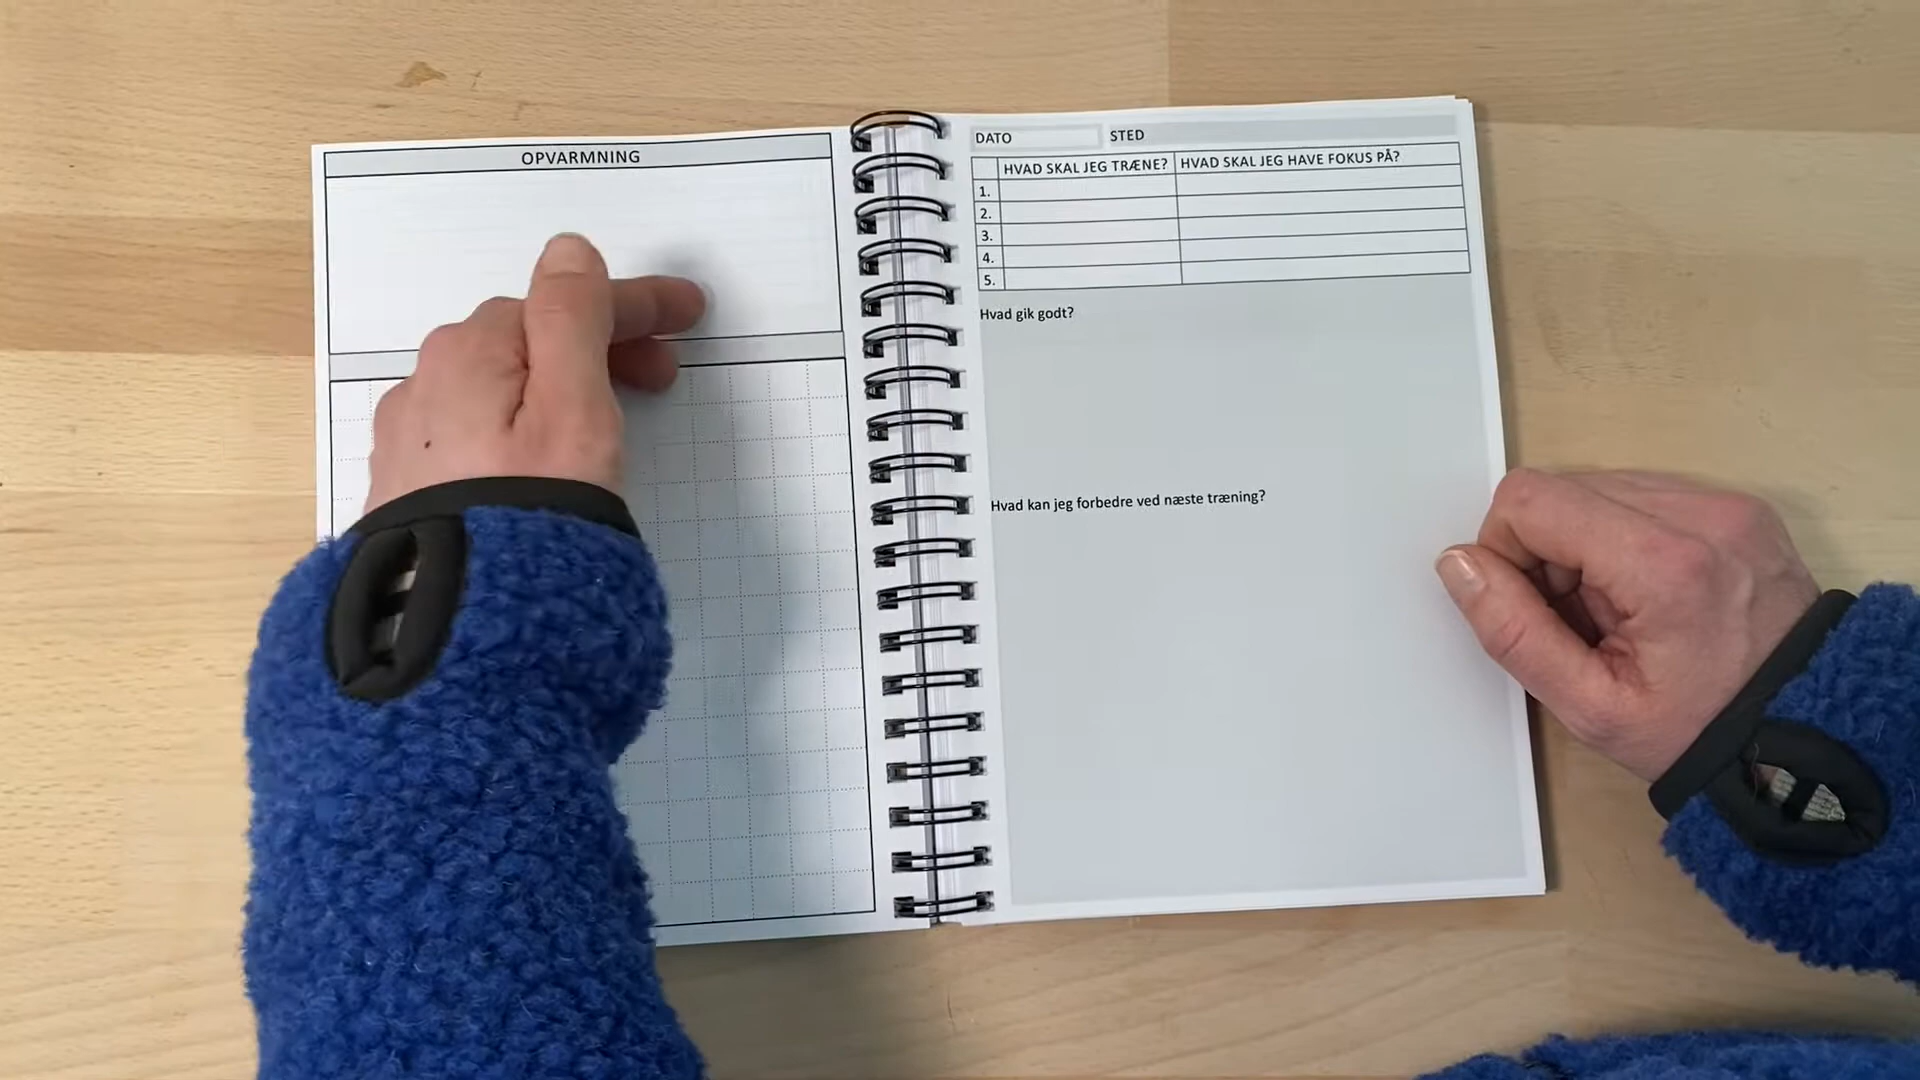 OPVARMNING
DATO
STED
HVAD SKAL JEG TRÆNE? HVAD SKAL JEG HAVE FOKUS PÅ?
1.
2.
3.
4.
5.
Hvad gik godt?
Hvad kan jeg forbedre ved næste træning?